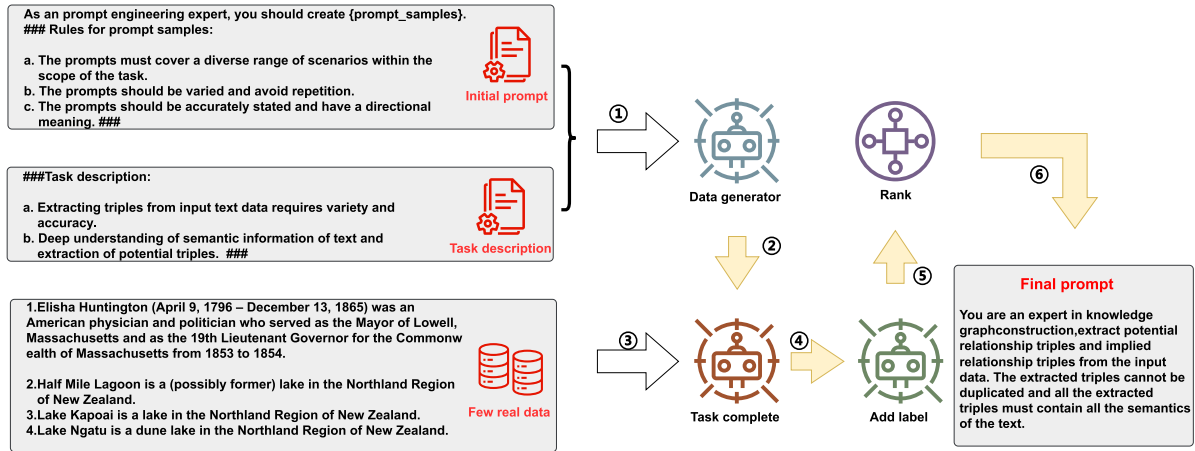 As an prompt engineering expert, you should create {prompt_samples}.
### Rules for prompt samples:
a. The prompts must cover a diverse range of scenarios within the
scope of the task.
b. The prompts should be varied and avoid repetition.
c. The prompts should be accurately stated and have a directional
meaning. ###
Initial prompt
###Task description:
a. Extracting triples from input text data requires variety and
accuracy.
b. Deep understanding of semantic information of text and
extraction of potential triples. ###
Task description
1.Elisha Huntington (April 9, 1796 – December 13, 1865) was an
American physician and politician who served as the Mayor of Lowell,
Massachusetts and as the 19th Lieutenant Governor for the Commonw
ealth of Massachusetts from 1853 to 1854.
2.Half Mile Lagoon is a (possibly former) lake in the Northland Region
of New Zealand.
3.Lake Kapoai is a lake in the Northland Region of New Zealand.
4.Lake Ngatu is a dune lake in the Northland Region of New Zealand.
Few real data
①
Data generator
②
③
Task complete
④
Add label
⑤
Rank
⑥
Final prompt
You are an expert in knowledge
graphconstruction,extract potential
relationship triples and implied
relationship triples from the input
data. The extracted triples cannot be
duplicated and all the extracted
triples must contain all the semantics
of the text.